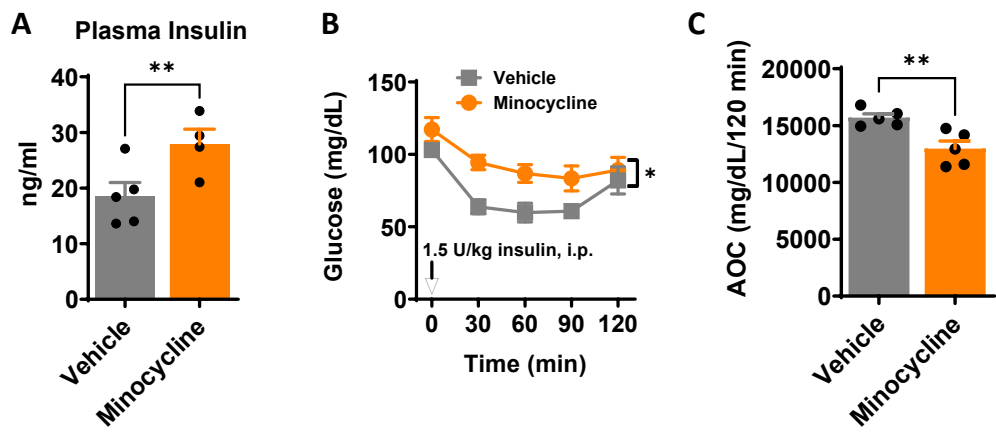 A
Plasma Insulin
**
40
30
20
10
0
ng/ml
Vehicle
Minocycline
B
Vehicle
Minocycline
150
100
50
0
Glucose (mg/dL)
*
1.5 U/kg insulin, i.p.
0 30 60 90 120
Time (min)
C
**
20000
15000
10000
5000
0
AOC (mg/dL/120 min)
Vehicle
Minocycline